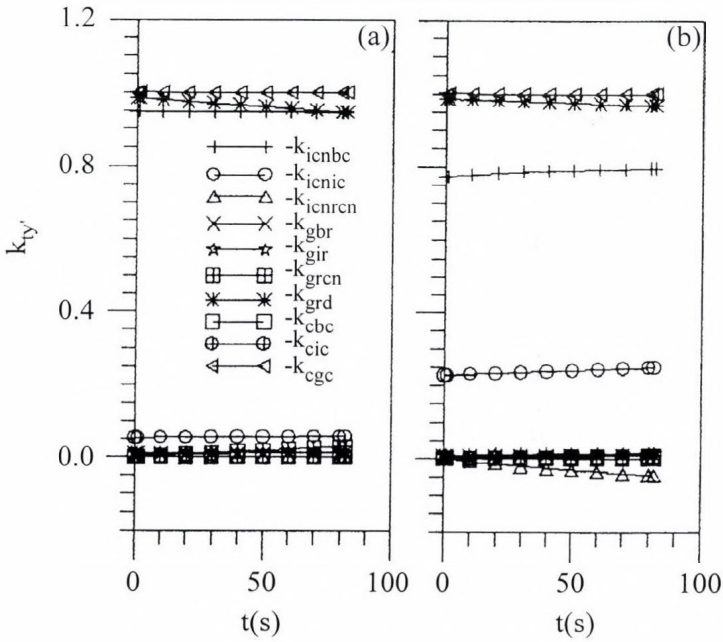 1.2
(a)
(b)
0.8
-k_icnbc
-k_icnic
-k_icnrcn
-k_gbr
-k_gir
-k_grcn
-k_grd
-k_cbc
-k_cic
-k_cgc
k_ty'
0.4
0.0
0 50 100 0 50 100
t(s) t(s)